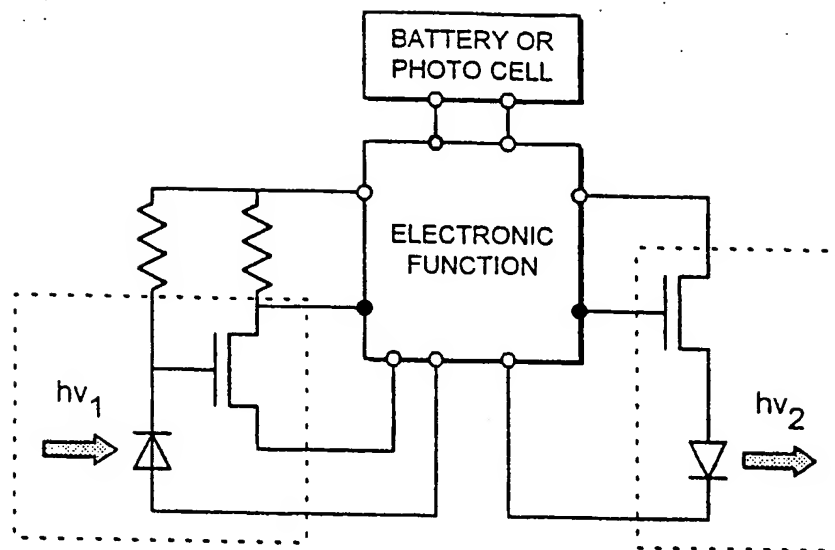 BATTERY OR
PHOTO CELL
ELECTRONIC
FUNCTION
hv₁
hv₂